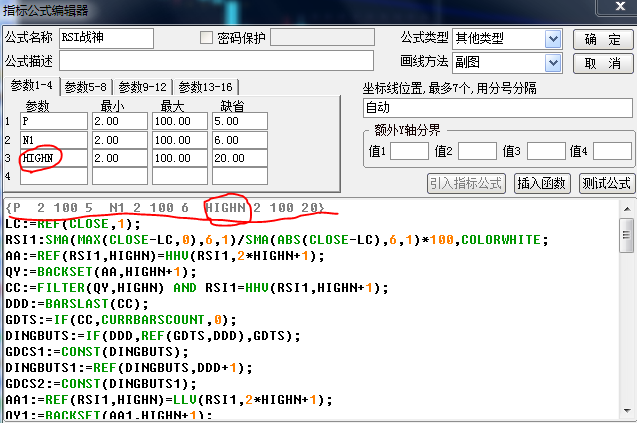 指标公式编辑器
公式名称 RSI战神 密码保护 公式类型 其他类型 确 定
公式描述 画线方法 副图 取 消
参数1-4 参数5-8 参数9-12 参数13-16 坐标线位置, 最多7个, 用分号分隔
参数 最小 最大 缺省 自动
1 P 2.00 100.00 5.00 额外Y轴分界
2 N1 2.00 100.00 6.00 值1 值2 值3 值4
3 HIGHN 2.00 100.00 20.00
4 引入指标公式 插入函数 测试公式
{P 2 100 5 N1 2 100 6 HIGHN 2 100 20}
LC:=REF(CLOSE,1);
RSI1:SMA(MAX(CLOSE-LC,0),6,1)/SMA(ABS(CLOSE-LC),6,1)*100,COLORWHITE;
AA:=REF(RSI1,HIGHN)=HHV(RSI1,2*HIGHN+1);
QY:=BACKSET(AA,HIGHN+1);
CC:=FILTER(QY,HIGHN) AND RSI1=HHV(RSI1,HIGHN+1);
DDD:=BARSLAST(CC);
GDTS:=IF(CC,CURRBARSCOUNT,0);
DINGBUTS:=IF(DDD,REF(GDTS,DDD),GDTS);
GDCS1:=CONST(DINGBUTS);
DINGBUTS1:=REF(DINGBUTS,DDD+1);
GDCS2:=CONST(DINGBUTS1);
AA1:=REF(RSI1,HIGHN)=LLV(RSI1,2*HIGHN+1);
QY1:=BACKSET(AA1,HIGHN+1);